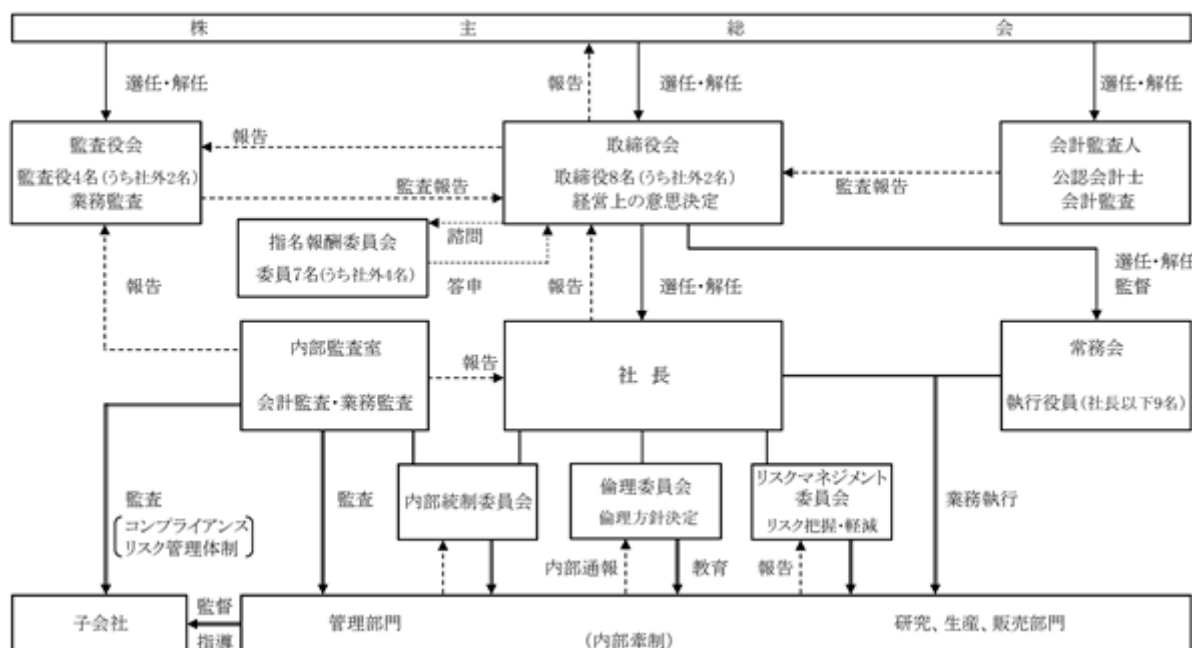 株主総会
選任・解任
報告
選任・解任
選任・解任
監査役会
監査役4名(うち社外2名)
業務監査
報告
監査報告
取締役会
取締役8名(うち社外2名)
経営上の意思決定
監査報告
会計監査人
公認会計士
会計監査
指名報酬委員会
委員7名(うち社外4名)
諮問
答申
報告
報告
選任・解任
選任・解任
監督
内部監査室
会計監査・業務監査
報告
社長
常務会
執行役員(社長以下9名)
監査
コンプライアンス
リスク管理体制
監査
内部統制委員会
倫理委員会
倫理方針決定
リスクマネジメント
委員会
リスク把握・軽減
業務執行
内部通報
教育
報告
子会社
監督
指導
管理部門
(内部牽制)
研究、生産、販売部門